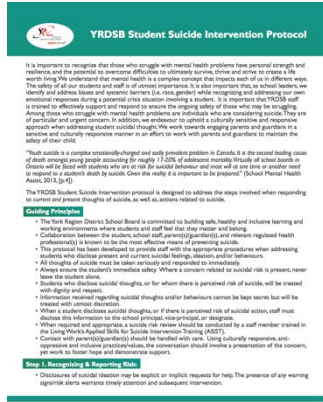 YRDSB Student Suicide Intervention Protocol
It is important to recognize that those who struggle with mental health problems have personal strength and
resilience, and the potential to overcome difficulties to ultimately survive, thrive and strive to create a life
worth living. We understand that mental health is a complex concept that impacts each of us in different ways.
The safety of all our students and staff is of utmost importance. It is also important that, as school leaders, we
identify and address biases and systemic barriers (i.e. race, gender) while recognizing and addressing our own
emotional responses during a potential crisis situation involving a student. It is important that YRDSB staff
is trained to effectively support and respond to ensure the ongoing safety of those who may be struggling.
Among those who struggle with mental health problems are individuals who are considering suicide. They are
of particular and urgent concern. In addition, we endeavour to uphold a culturally sensitive and responsive
approach when addressing student suicidal thought. We work towards engaging parents and guardians in a
sensitive and culturally responsive manner in an effort to work with parents and guardians to maintain the
safety of their child.
"Youth suicide is a complex emotionally-charged and sadly prevalent problem in Canada. It is the second leading cause
of death amongst young people accounting for roughly 17-20% of adolescent mortality. Virtually all school boards in
Ontario will be faced with students who are at risk for suicidal behaviour and most will at one time or another need
to respond to a student's death by suicide. Given this reality it is important to be prepared." (School Mental Health
Assist, 2013, (p.4))
The YRDSB Student Suicide Intervention protocol is designed to address the steps involved when responding
to current and present thoughts of suicide, as well as, actions related to suicide.
Guiding Principles
• The York Region District School Board is committed to building safe, healthy and inclusive learning and
working environments where students and staff feel that they matter and belong.
• Collaboration between the student, school staff, parent(s)/guardian(s), and relevant regulated health
professional(s) is known to be the most effective means of preventing suicide.
• This protocol has been developed to provide staff with the appropriate procedures when addressing
students who disclose present and current suicidal feelings, ideation, and/or behaviours.
• All thoughts of suicide must be taken seriously and responded to immediately.
• Always ensure the student's immediate safety. Where a concern related to suicidal risk is present, never
leave the student alone.
• Students who disclose suicidal thoughts, or for whom there is perceived risk of suicide, will be treated
with dignity and respect.
• Information received regarding suicidal thoughts and/or behaviours cannot be kept secret but will be
treated with utmost discretion.
• When a student discloses suicidal thoughts, or if there is perceived risk of suicidal action, staff must
disclose this information to the school principal, vice-principal, or designate.
• When required and appropriate, a suicide risk review should be conducted by a staff member trained in
the Living Work's Applied Skills for Suicide Intervention Training (ASIST).
• Contact with parent(s)/guardian(s) should be handled with care. Using culturally responsive, anti-
oppressive and inclusive practices/values, the conversation should involve a presentation of the concern,
yet work to foster hope and demonstrate support.
Step 1. Recognizing & Reporting Risk:
• Disclosures of suicidal ideation may be explicit or implicit requests for help. The presence of any warning
signs/risk alerts warrants timely attention and subsequent intervention.